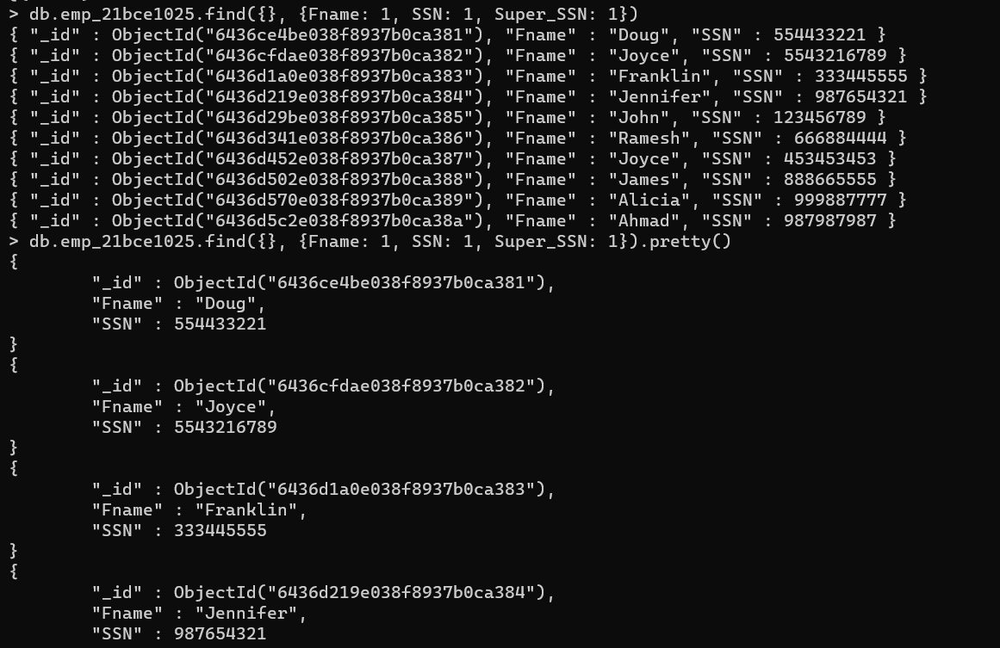 > db.emp_21bce1025.find({}, {Fname: 1, SSN: 1, Super_SSN: 1})
{ "_id" : ObjectId("6436ce4be038f8937b0ca381"), "Fname" : "Doug", "SSN" : 554433221 }
{ "_id" : ObjectId("6436cfdae038f8937b0ca382"), "Fname" : "Joyce", "SSN" : 5543216789 }
{ "_id" : ObjectId("6436d1a0e038f8937b0ca383"), "Fname" : "Franklin", "SSN" : 333445555 }
{ "_id" : ObjectId("6436d219e038f8937b0ca384"), "Fname" : "Jennifer", "SSN" : 987654321 }
{ "_id" : ObjectId("6436d29be038f8937b0ca385"), "Fname" : "John", "SSN" : 123456789 }
{ "_id" : ObjectId("6436d341e038f8937b0ca386"), "Fname" : "Ramesh", "SSN" : 666884444 }
{ "_id" : ObjectId("6436d452e038f8937b0ca387"), "Fname" : "Joyce", "SSN" : 453453453 }
{ "_id" : ObjectId("6436d502e038f8937b0ca388"), "Fname" : "James", "SSN" : 888665555 }
{ "_id" : ObjectId("6436d570e038f8937b0ca389"), "Fname" : "Alicia", "SSN" : 999887777 }
{ "_id" : ObjectId("6436d5c2e038f8937b0ca38a"), "Fname" : "Ahmad", "SSN" : 987987987 }
> db.emp_21bce1025.find({}, {Fname: 1, SSN: 1, Super_SSN: 1}).pretty()
{
"_id" : ObjectId("6436ce4be038f8937b0ca381"),
"Fname" : "Doug",
"SSN" : 554433221
}
{
"_id" : ObjectId("6436cfdae038f8937b0ca382"),
"Fname" : "Joyce",
"SSN" : 5543216789
}
{
"_id" : ObjectId("6436d1a0e038f8937b0ca383"),
"Fname" : "Franklin",
"SSN" : 333445555
}
{
"_id" : ObjectId("6436d219e038f8937b0ca384"),
"Fname" : "Jennifer",
"SSN" : 987654321